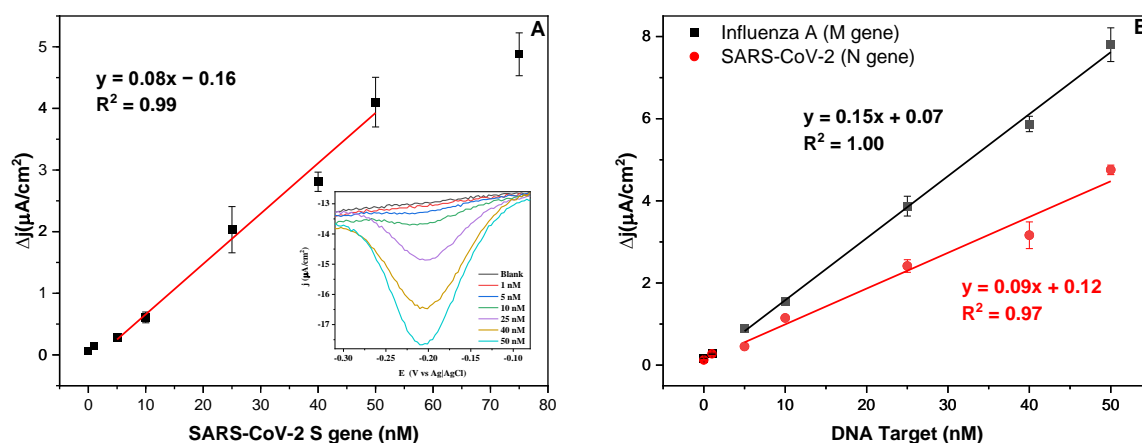 A
y = 0.08x − 0.16
R² = 0.99
Δj(µA/cm²)
5
4
3
2
1
0
0 10 20 30 40 50 60 70 80
SARS-CoV-2 S gene (nM)
-13
-14
-15
-16
-17
j (µA/cm²)
Blank
1 nM
5 nM
10 nM
25 nM
40 nM
50 nM
-0.30 -0.25 -0.20 -0.15 -0.10
E (V vs Ag|AgCl)
Influenza A (M gene)
SARS-CoV-2 (N gene)
y = 0.15x + 0.07
R² = 1.00
y = 0.09x + 0.12
R² = 0.97
Δj(µA/cm²)
8
6
4
2
0
0 10 20 30 40 50
DNA Target (nM)